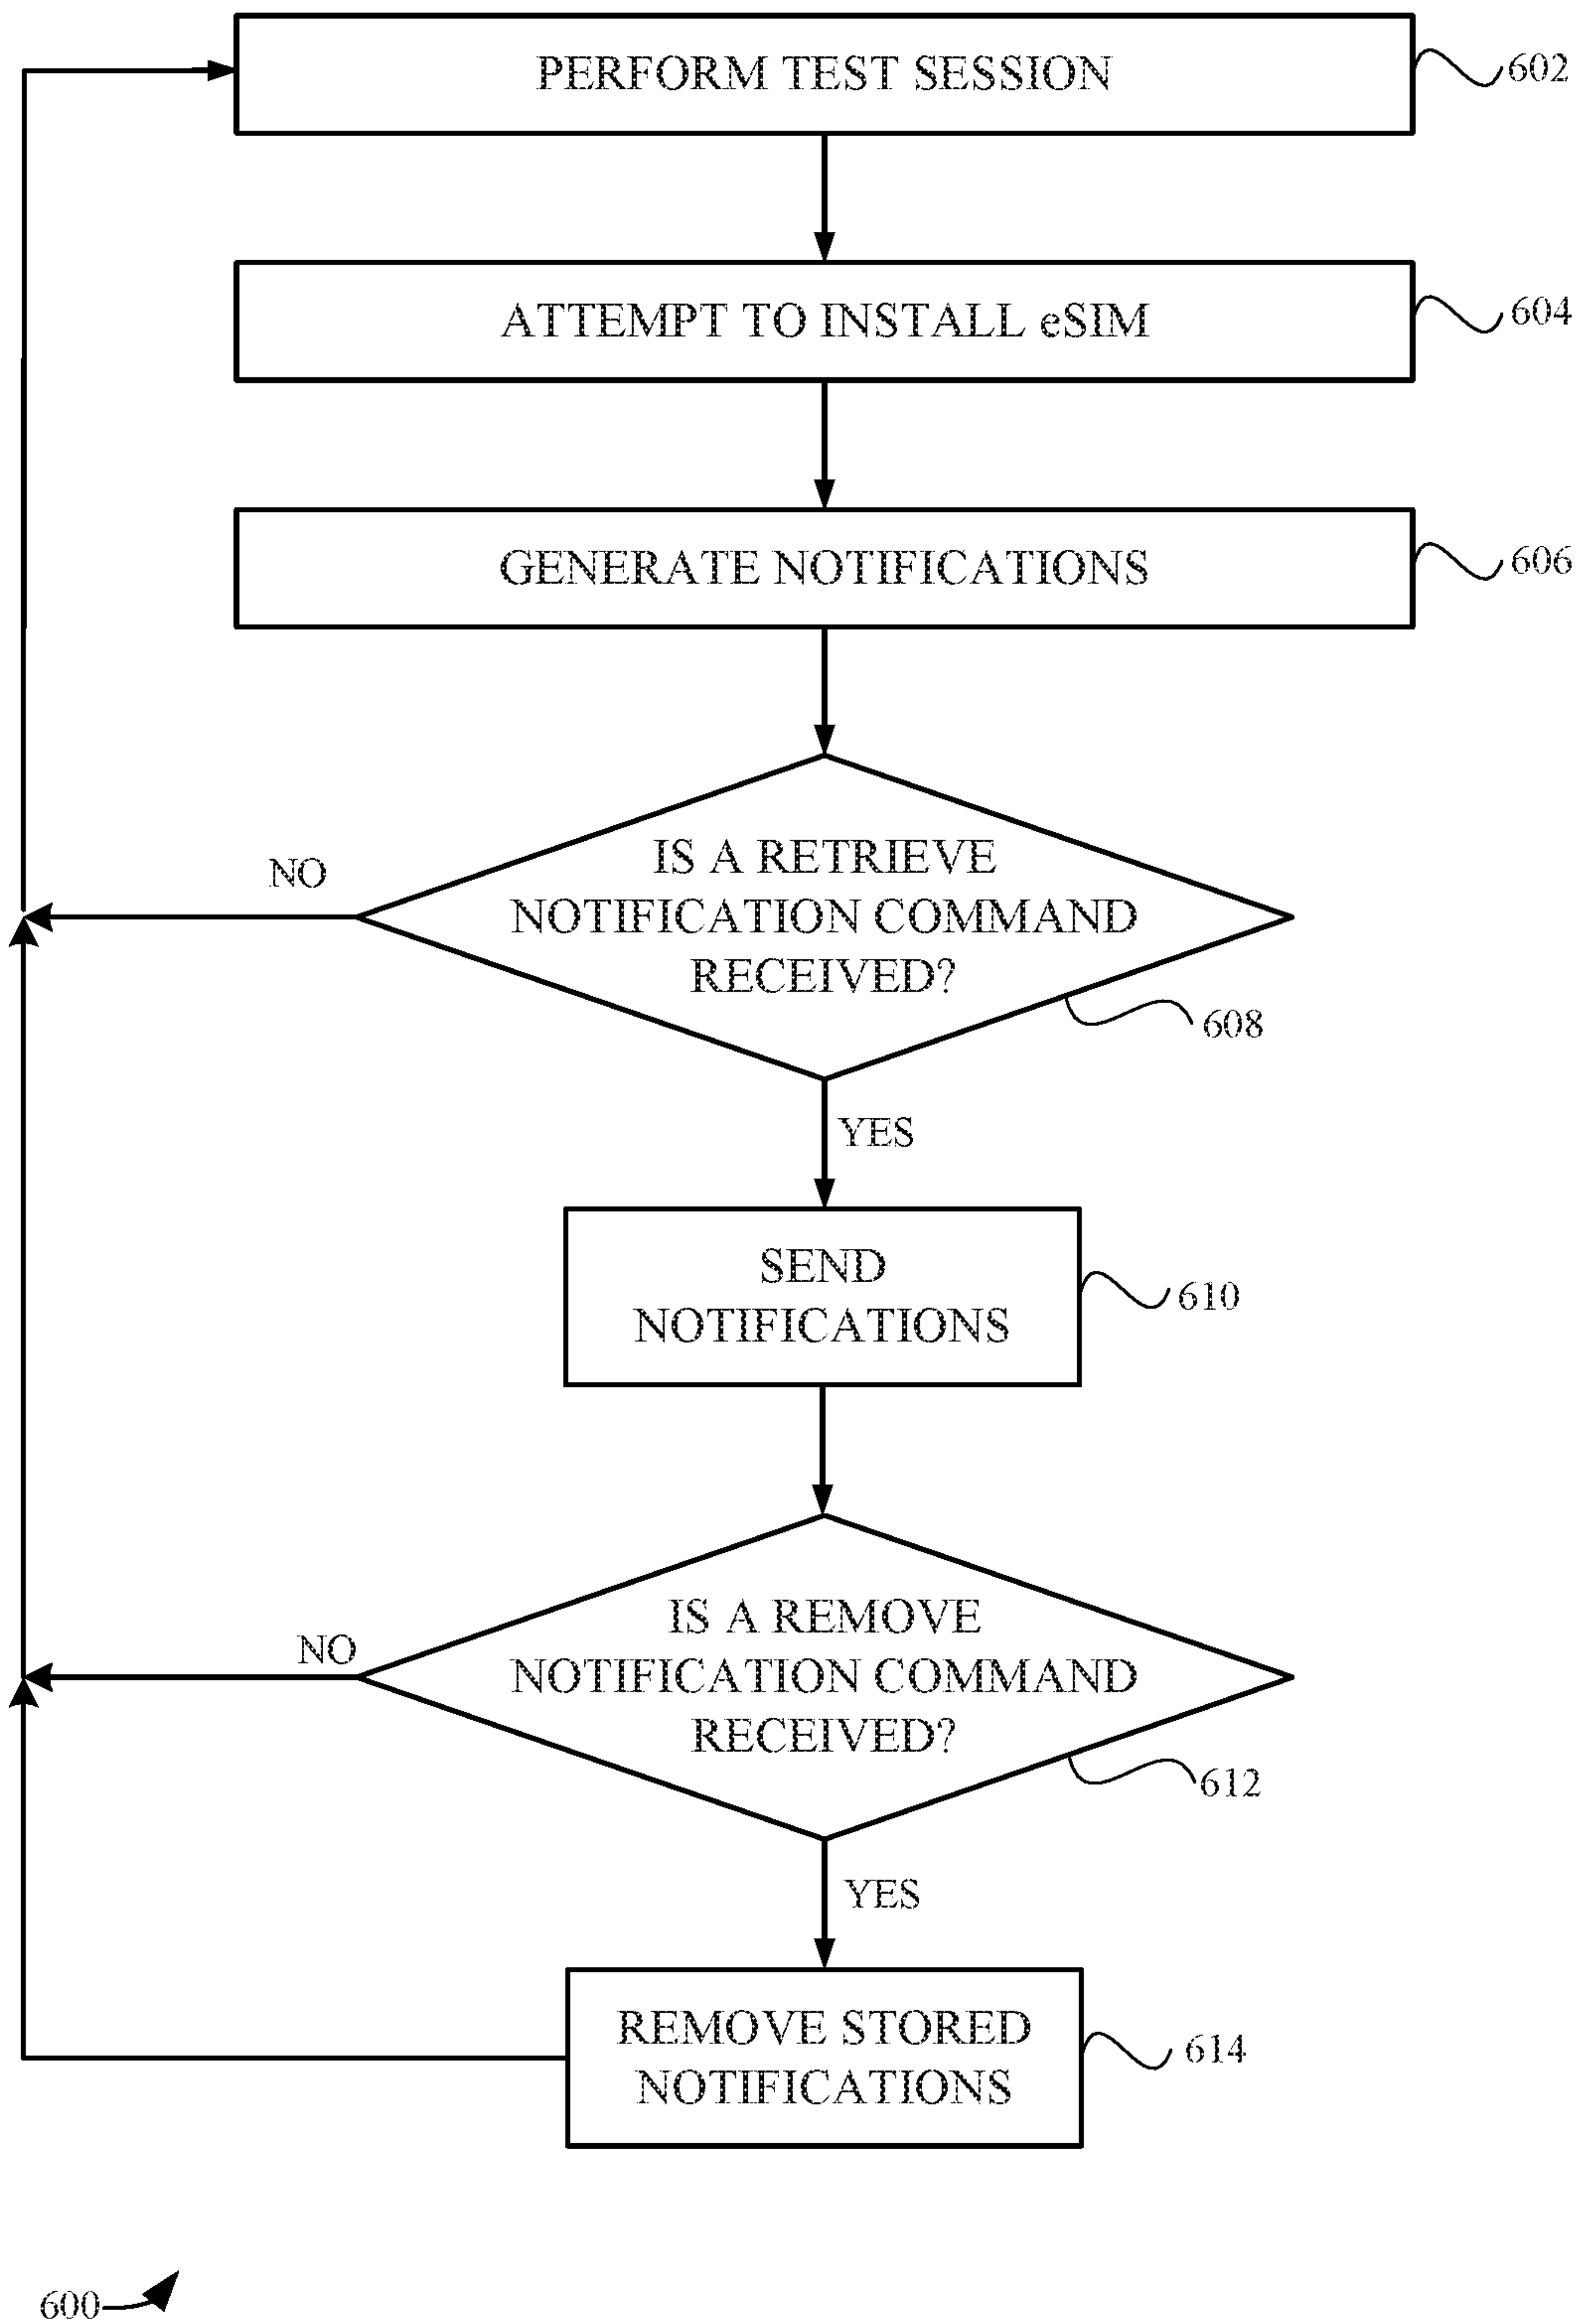 PERFORM TEST SESSION
602
ATTEMPT TO INSTALL eSIM
604
GENERATE NOTIFICATIONS
606
IS A RETRIEVE
NOTIFICATION COMMAND
RECEIVED?
NO
608
YES
SEND
NOTIFICATIONS
610
IS A REMOVE
NOTIFICATION COMMAND
RECEIVED?
NO
612
YES
REMOVE STORED
NOTIFICATIONS
614
600